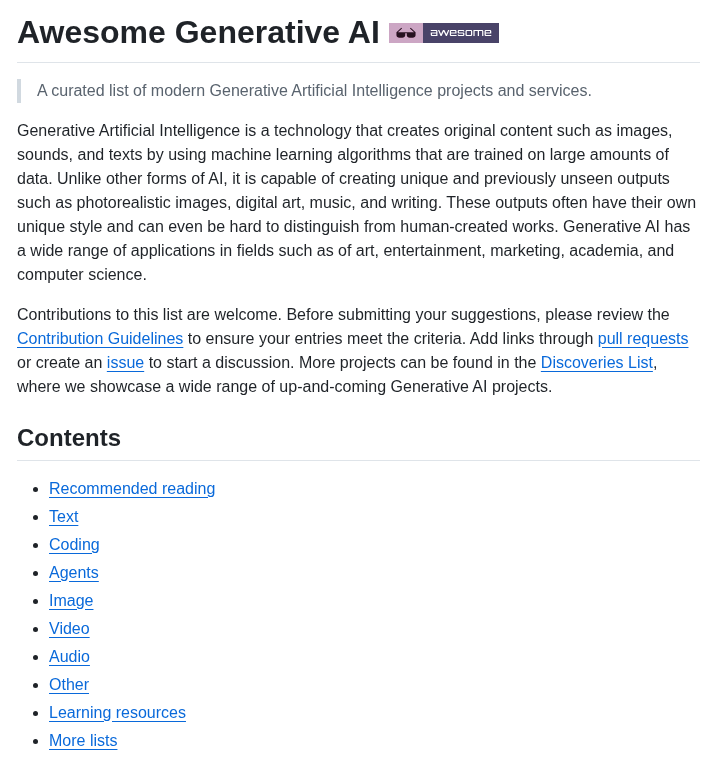 Awesome Generative AI awesome
A curated list of modern Generative Artificial Intelligence projects and services.
Generative Artificial Intelligence is a technology that creates original content such as images,
sounds, and texts by using machine learning algorithms that are trained on large amounts of
data. Unlike other forms of AI, it is capable of creating unique and previously unseen outputs
such as photorealistic images, digital art, music, and writing. These outputs often have their own
unique style and can even be hard to distinguish from human-created works. Generative AI has
a wide range of applications in fields such as of art, entertainment, marketing, academia, and
computer science.
Contributions to this list are welcome. Before submitting your suggestions, please review the
Contribution Guidelines to ensure your entries meet the criteria. Add links through pull requests
or create an issue to start a discussion. More projects can be found in the Discoveries List,
where we showcase a wide range of up-and-coming Generative AI projects.
Contents
Recommended reading
Text
Coding
Agents
Image
Video
Audio
Other
Learning resources
More lists